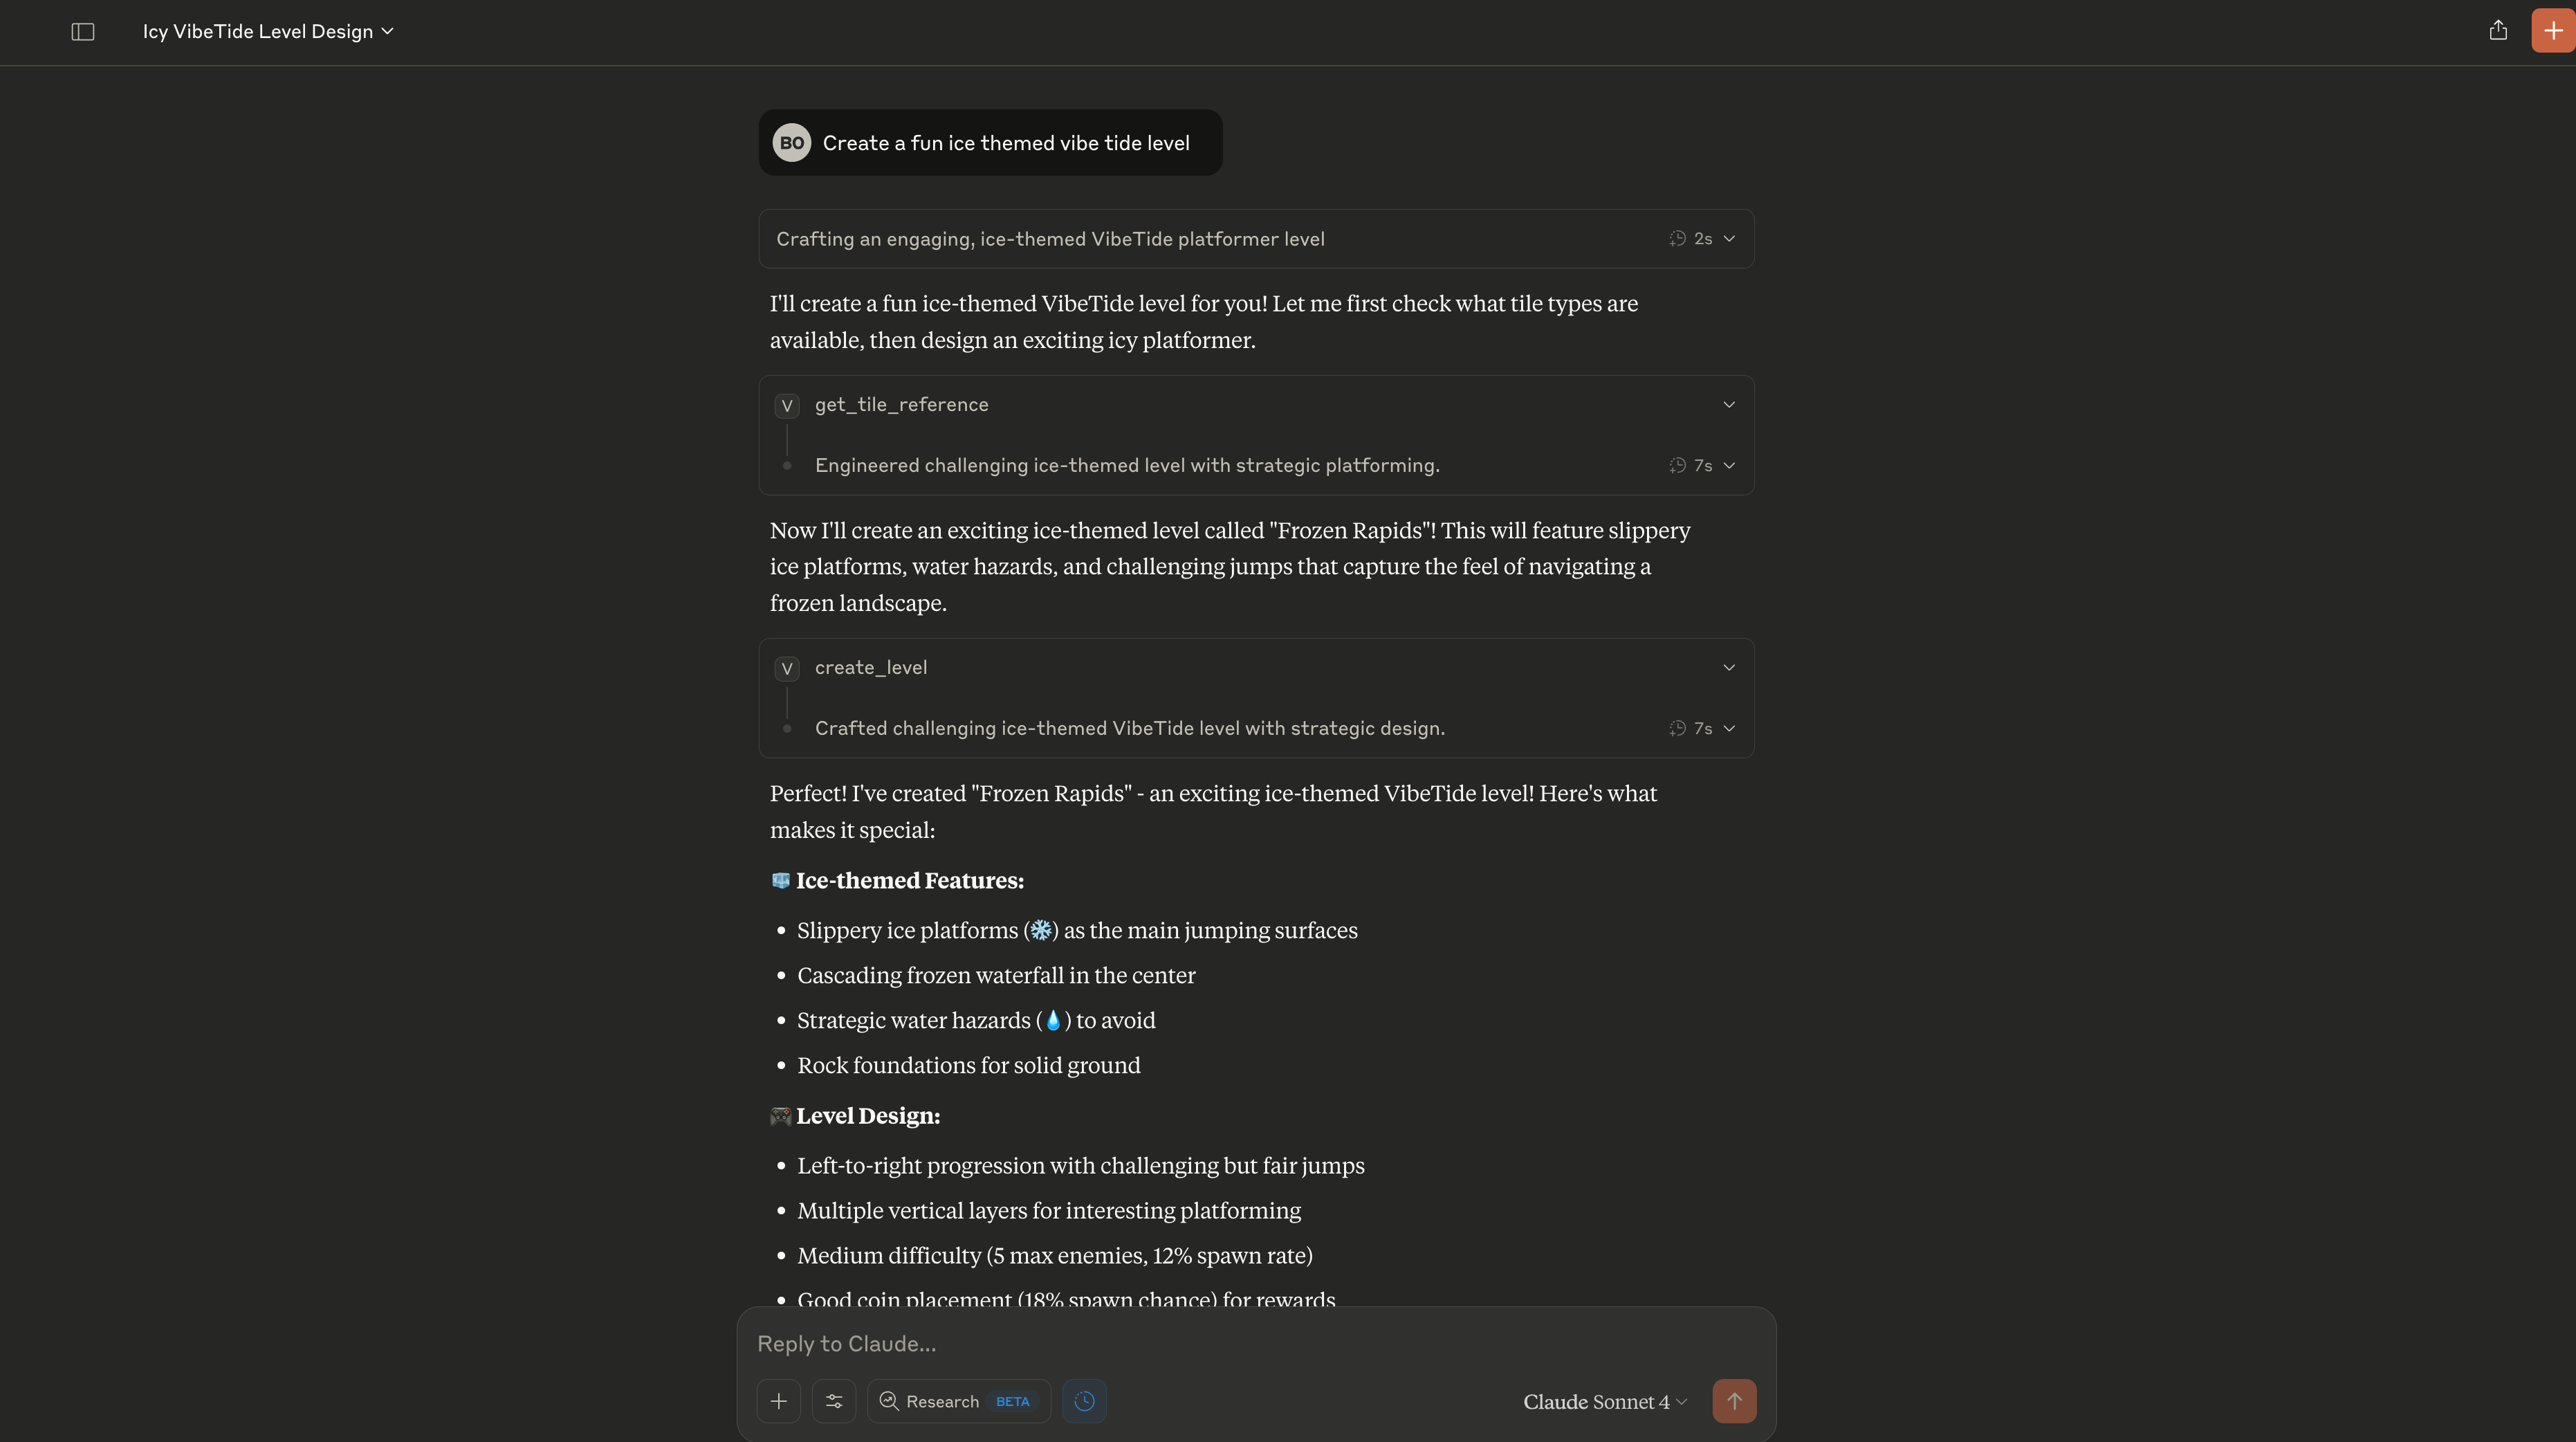 Icy VibeTide Level Design
BO Create a fun ice themed vibe tide level
Crafting an engaging, ice-themed VibeTide platformer level 2s
I'll create a fun ice-themed VibeTide level for you! Let me first check what tile types are
available, then design an exciting icy platformer.
V get_tile_reference
Engineered challenging ice-themed level with strategic platforming. 7s
Now I'll create an exciting ice-themed level called "Frozen Rapids"! This will feature slippery
ice platforms, water hazards, and challenging jumps that capture the feel of navigating a
frozen landscape.
V create_level
Crafted challenging ice-themed VibeTide level with strategic design. 7s
Perfect! I've created "Frozen Rapids" - an exciting ice-themed VibeTide level! Here's what
makes it special:
🧊 Ice-themed Features:
• Slippery ice platforms (❄️) as the main jumping surfaces
• Cascading frozen waterfall in the center
• Strategic water hazards (💧) to avoid
• Rock foundations for solid ground
🎮 Level Design:
• Left-to-right progression with challenging but fair jumps
• Multiple vertical layers for interesting platforming
• Medium difficulty (5 max enemies, 12% spawn rate)
• Good coin placement (18% spawn chance) for rewards
Reply to Claude...
Research BETA
Claude Sonnet 4